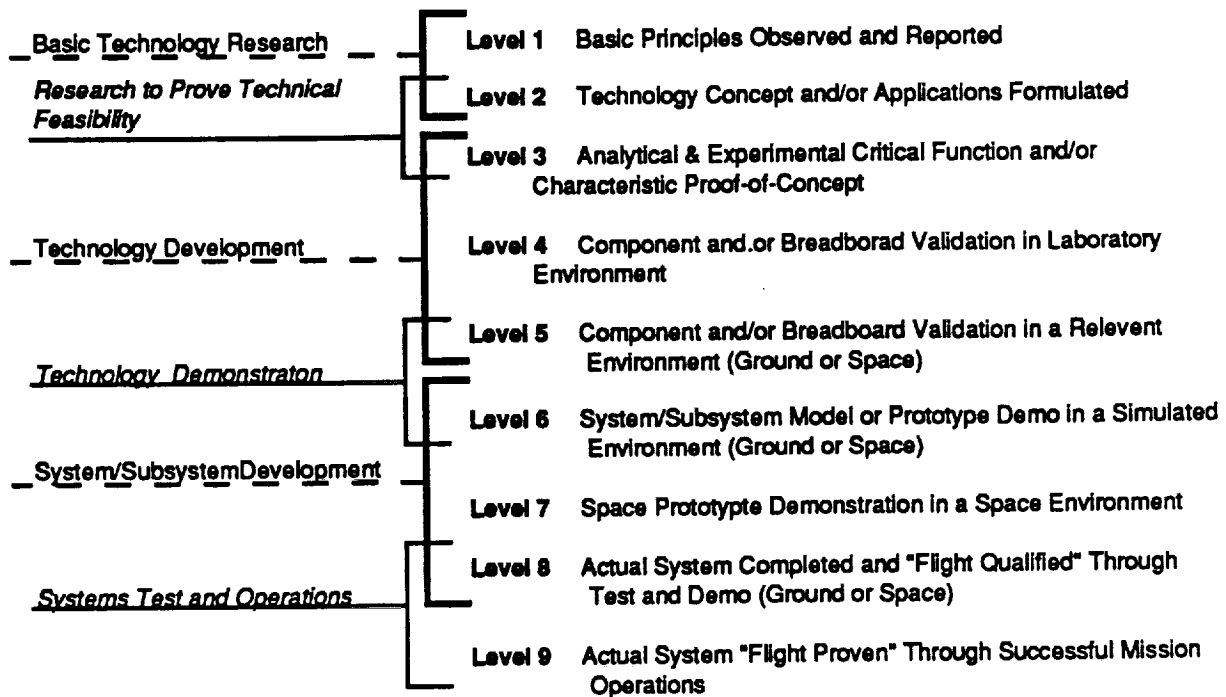 Basic Technology Research
Research to Prove Technical
Feasibility
Technology Development
Technology Demonstraton
System/SubsystemDevelopment
Systems Test and Operations
Level 1 Basic Principles Observed and Reported
Level 2 Technology Concept and/or Applications Formulated
Level 3 Analytical & Experimental Critical Function and/or
Characteristic Proof-of-Concept
Level 4 Component and.or Breadborad Validation in Laboratory
Environment
Level 5 Component and/or Breadboard Validation in a Relevent
Environment (Ground or Space)
Level 6 System/Subsystem Model or Prototype Demo in a Simulated
Environment (Ground or Space)
Level 7 Space Prototypte Demonstration in a Space Environment
Level 8 Actual System Completed and "Flight Qualified" Through
Test and Demo (Ground or Space)
Level 9 Actual System "Flight Proven" Through Successful Mission
Operations